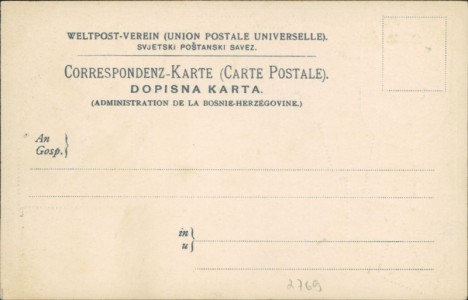 WELTPOST-VEREIN (UNION POSTALE UNIVERSELLE).
SVJETSKI POŠTANSKI SAVEZ.
CORRESPONDENZ-KARTE (CARTE POSTALE).
DOPISNA KARTA.
(ADMINISTRATION DE LA BOSNIE-HERZÉGOVINE.)
An
Gosp.
in
u
2769